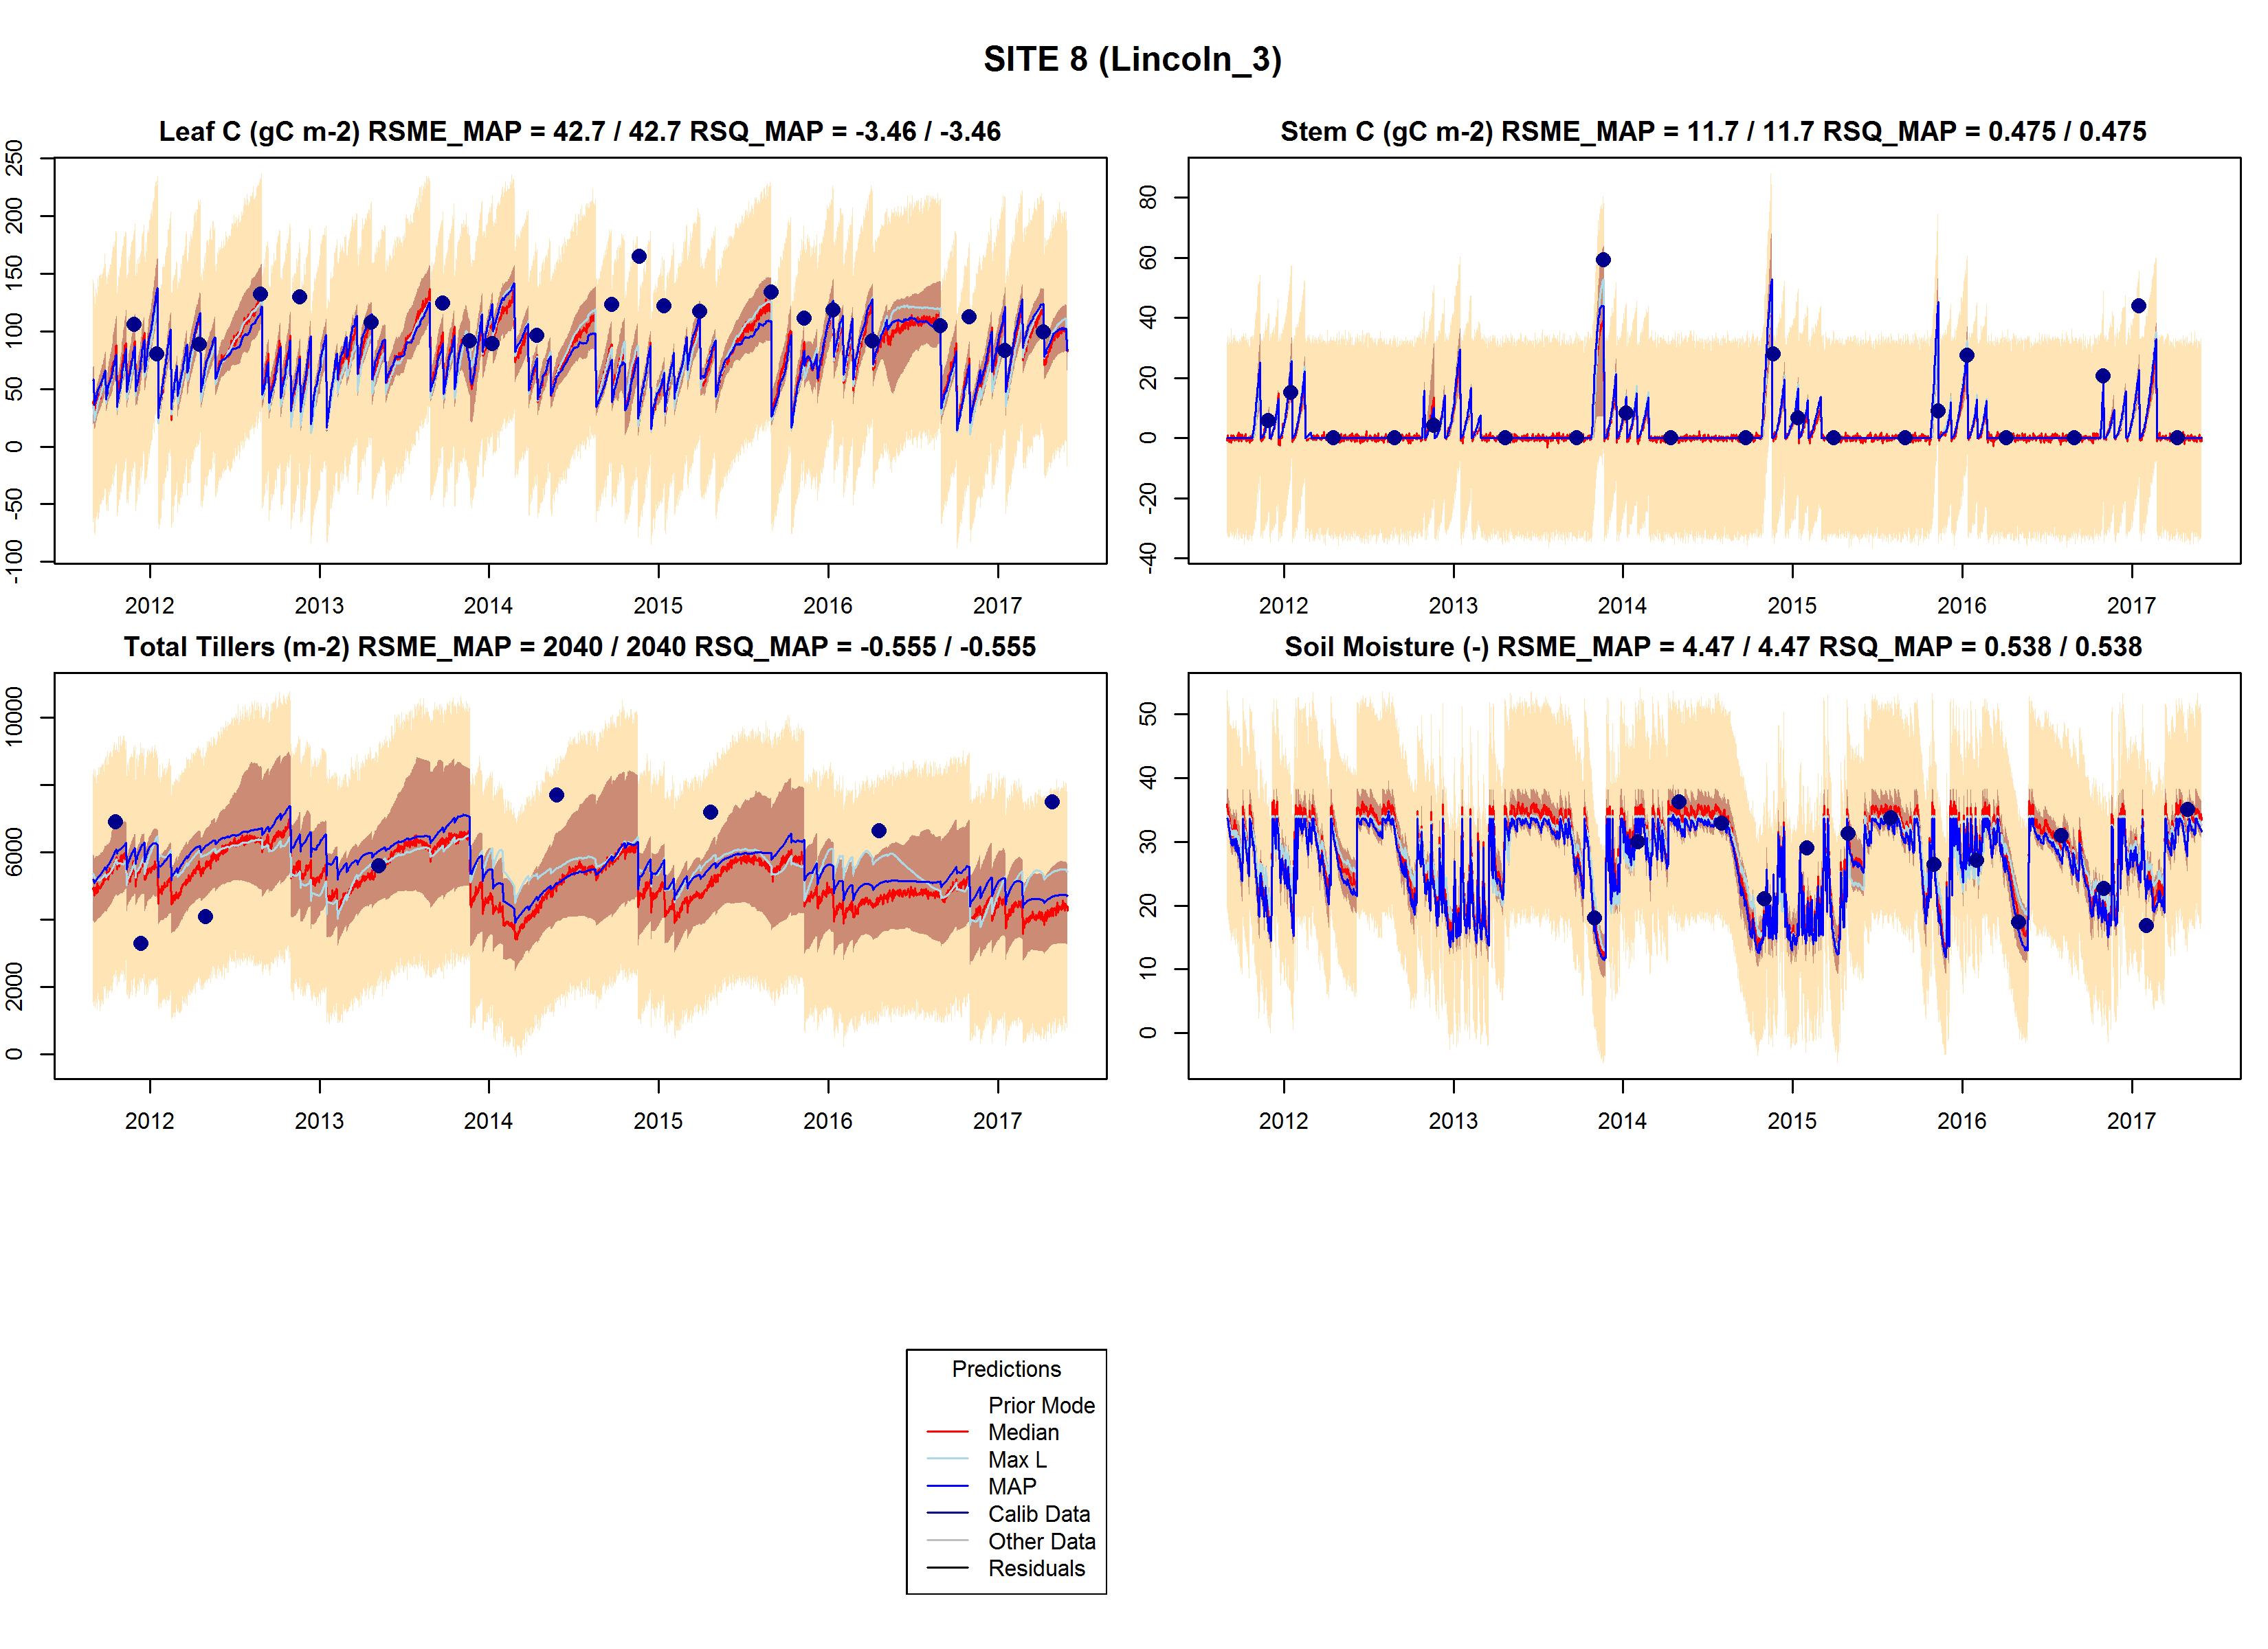 SITE 8 (Lincoln_3)
Leaf C (gC m-2) RSME_MAP = 42.7 / 42.7 RSQ_MAP = -3.46 / -3.46
250
200
150
100
50
0
-50
-100
2012 2013 2014 2015 2016 2017
Stem C (gC m-2) RSME_MAP = 11.7 / 11.7 RSQ_MAP = 0.475 / 0.475
80
60
40
20
0
-20
-40
2012 2013 2014 2015 2016 2017
Total Tillers (m-2) RSME_MAP = 2040 / 2040 RSQ_MAP = -0.555 / -0.555
10000
6000
2000
0
2012 2013 2014 2015 2016 2017
Soil Moisture (-) RSME_MAP = 4.47 / 4.47 RSQ_MAP = 0.538 / 0.538
50
40
30
20
10
0
2012 2013 2014 2015 2016 2017
Predictions
Prior Mode
Median
Max L
MAP
Calib Data
Other Data
Residuals